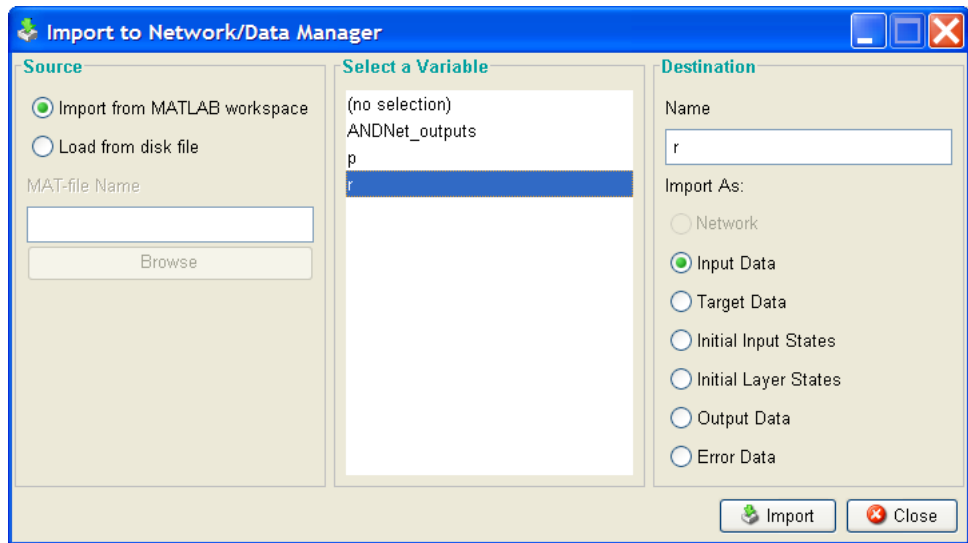 Import to Network/Data Manager
Source
Import from MATLAB workspace
Load from disk file
MAT-file Name
Browse
Select a Variable
(no selection)
ANDNet_outputs
p
r
Destination
Name
r
Import As:
Network
Input Data
Target Data
Initial Input States
Initial Layer States
Output Data
Error Data
Import
Close